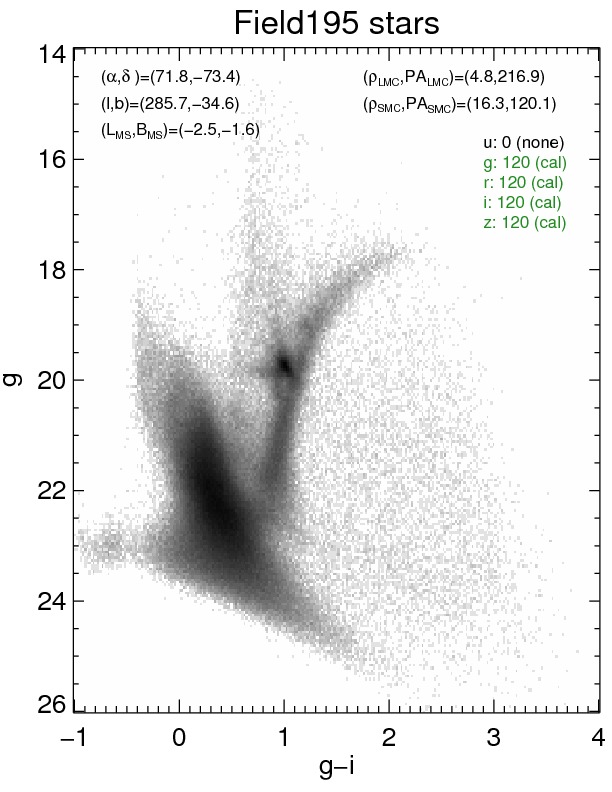 Field195 stars
(α,δ )=(71.8,−73.4)
(l,b)=(285.7,−34.6)
(LMS,BMS)=(−2.5,−1.6)
(ρLMC,PALMC)=(4.8,216.9)
(ρSMC,PASMC)=(16.3,120.1)
u: 0 (none)
g: 120 (cal)
r: 120 (cal)
i: 120 (cal)
z: 120 (cal)
14
16
18
20
22
24
26
g
−1 0 1 2 3 4
g−i